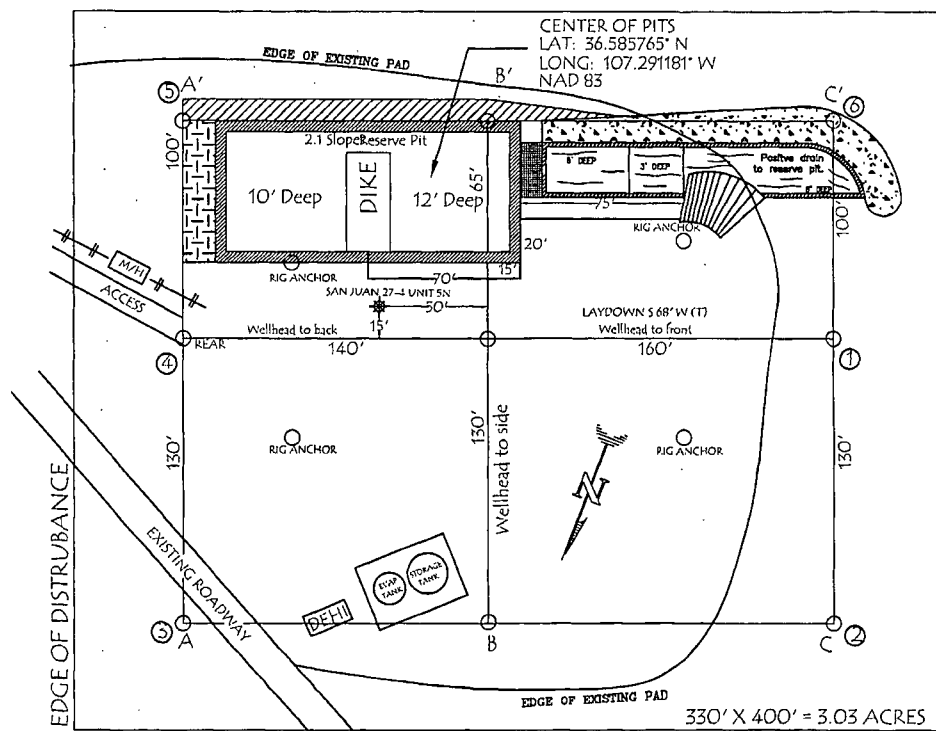 CENTER OF PITS
LAT: 36.585765° N
LONG: 107.291181° W
NAD 83
EDGE OF EXISTING PAD
A'
B'
C'
5
6
100'
2.1 Slope Reserve Pit
10' Deep
DIKE
12' Deep
65'
8' DEEP
3' DEEP
Positive drain
to reserve pit.
8' DEEP
75'
100'
M/H
ACCESS
RIG ANCHOR
RIG ANCHOR
20'
15'
70'
SAN JUAN 27-4 UNIT 5N
50'
15'
LAYDOWN S 68° W (T)
Wellhead to back
Wellhead to front
REAR
140'
160'
4
1
130'
130'
130'
Wellhead to side
RIG ANCHOR
RIG ANCHOR
N
EDGE OF DISTRUBANCE
EXISTING ROADWAY
EVAP
TANK
STORAGE
TANK
DEHI
3
A
B
C
2
EDGE OF EXISTING PAD
330' X 400' = 3.03 ACRES